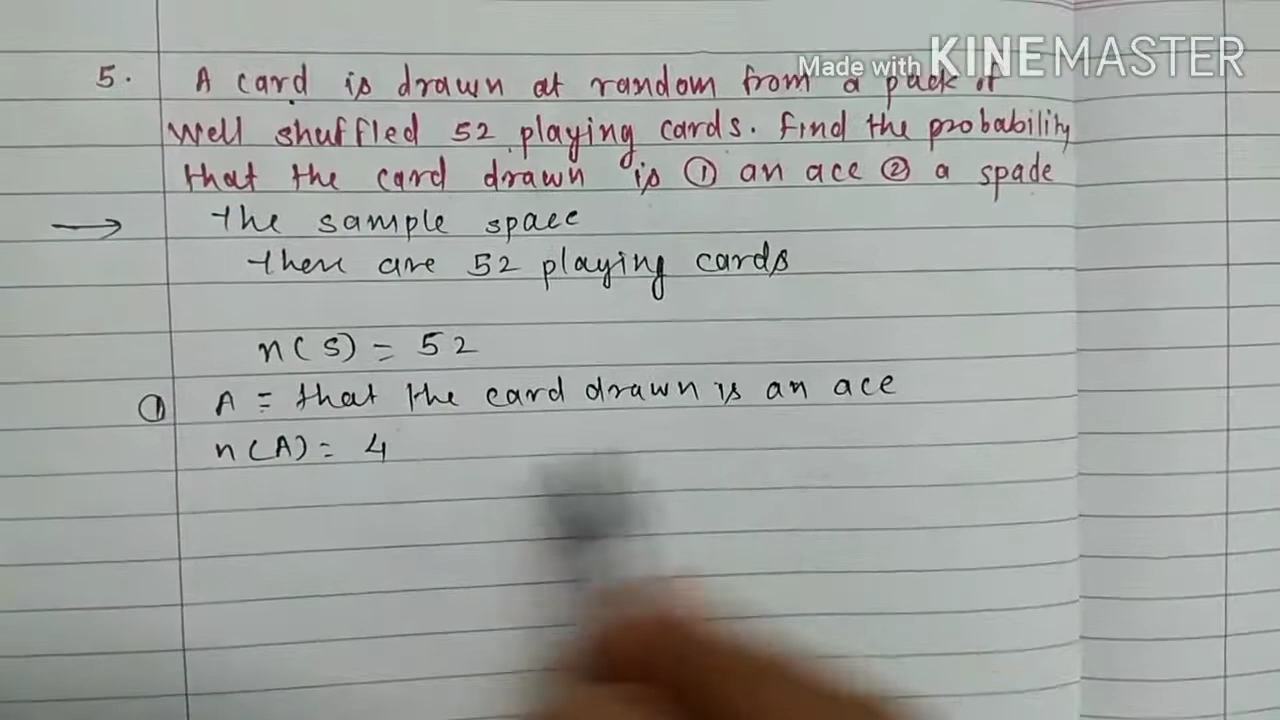 Made with KINEMASTER
5. A card is drawn at random from a pack of
well shuffled 52 playing cards. Find the probability
that the card drawn is ① an ace ② a spade
→ The sample space
There are 52 playing cards
n(S) = 52
① A = that the card drawn is an ace
n(A) = 4